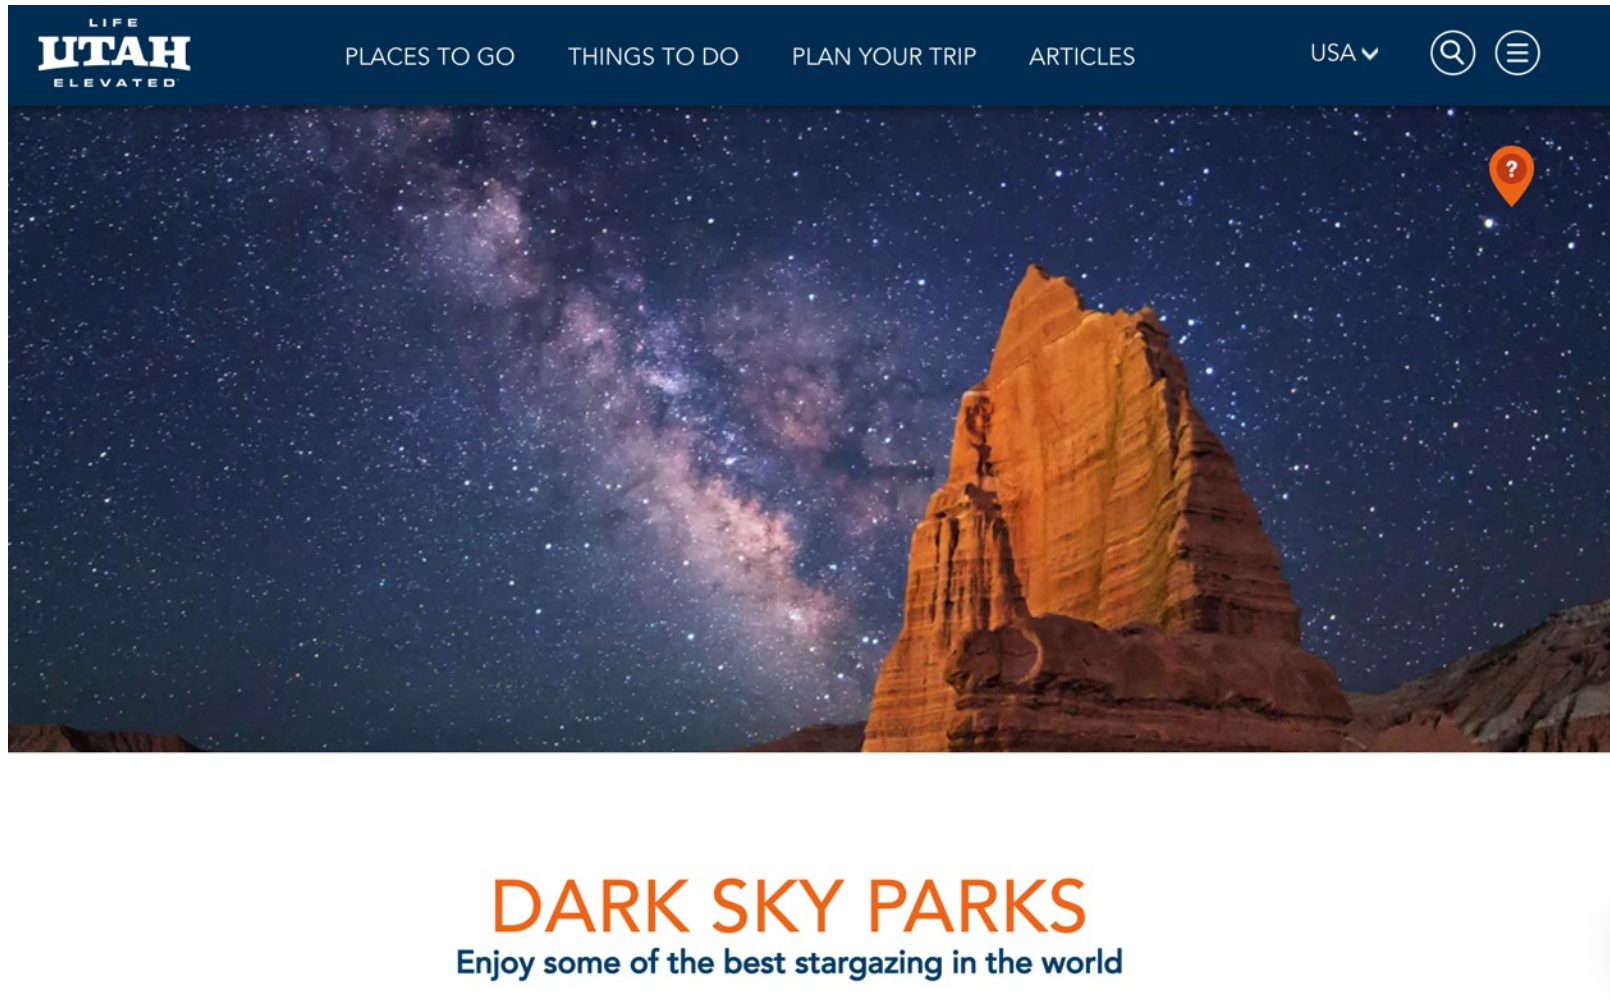 LIFE
UTAH
ELEVATED
PLACES TO GO THINGS TO DO PLAN YOUR TRIP ARTICLES USA
?
DARK SKY PARKS
Enjoy some of the best stargazing in the world